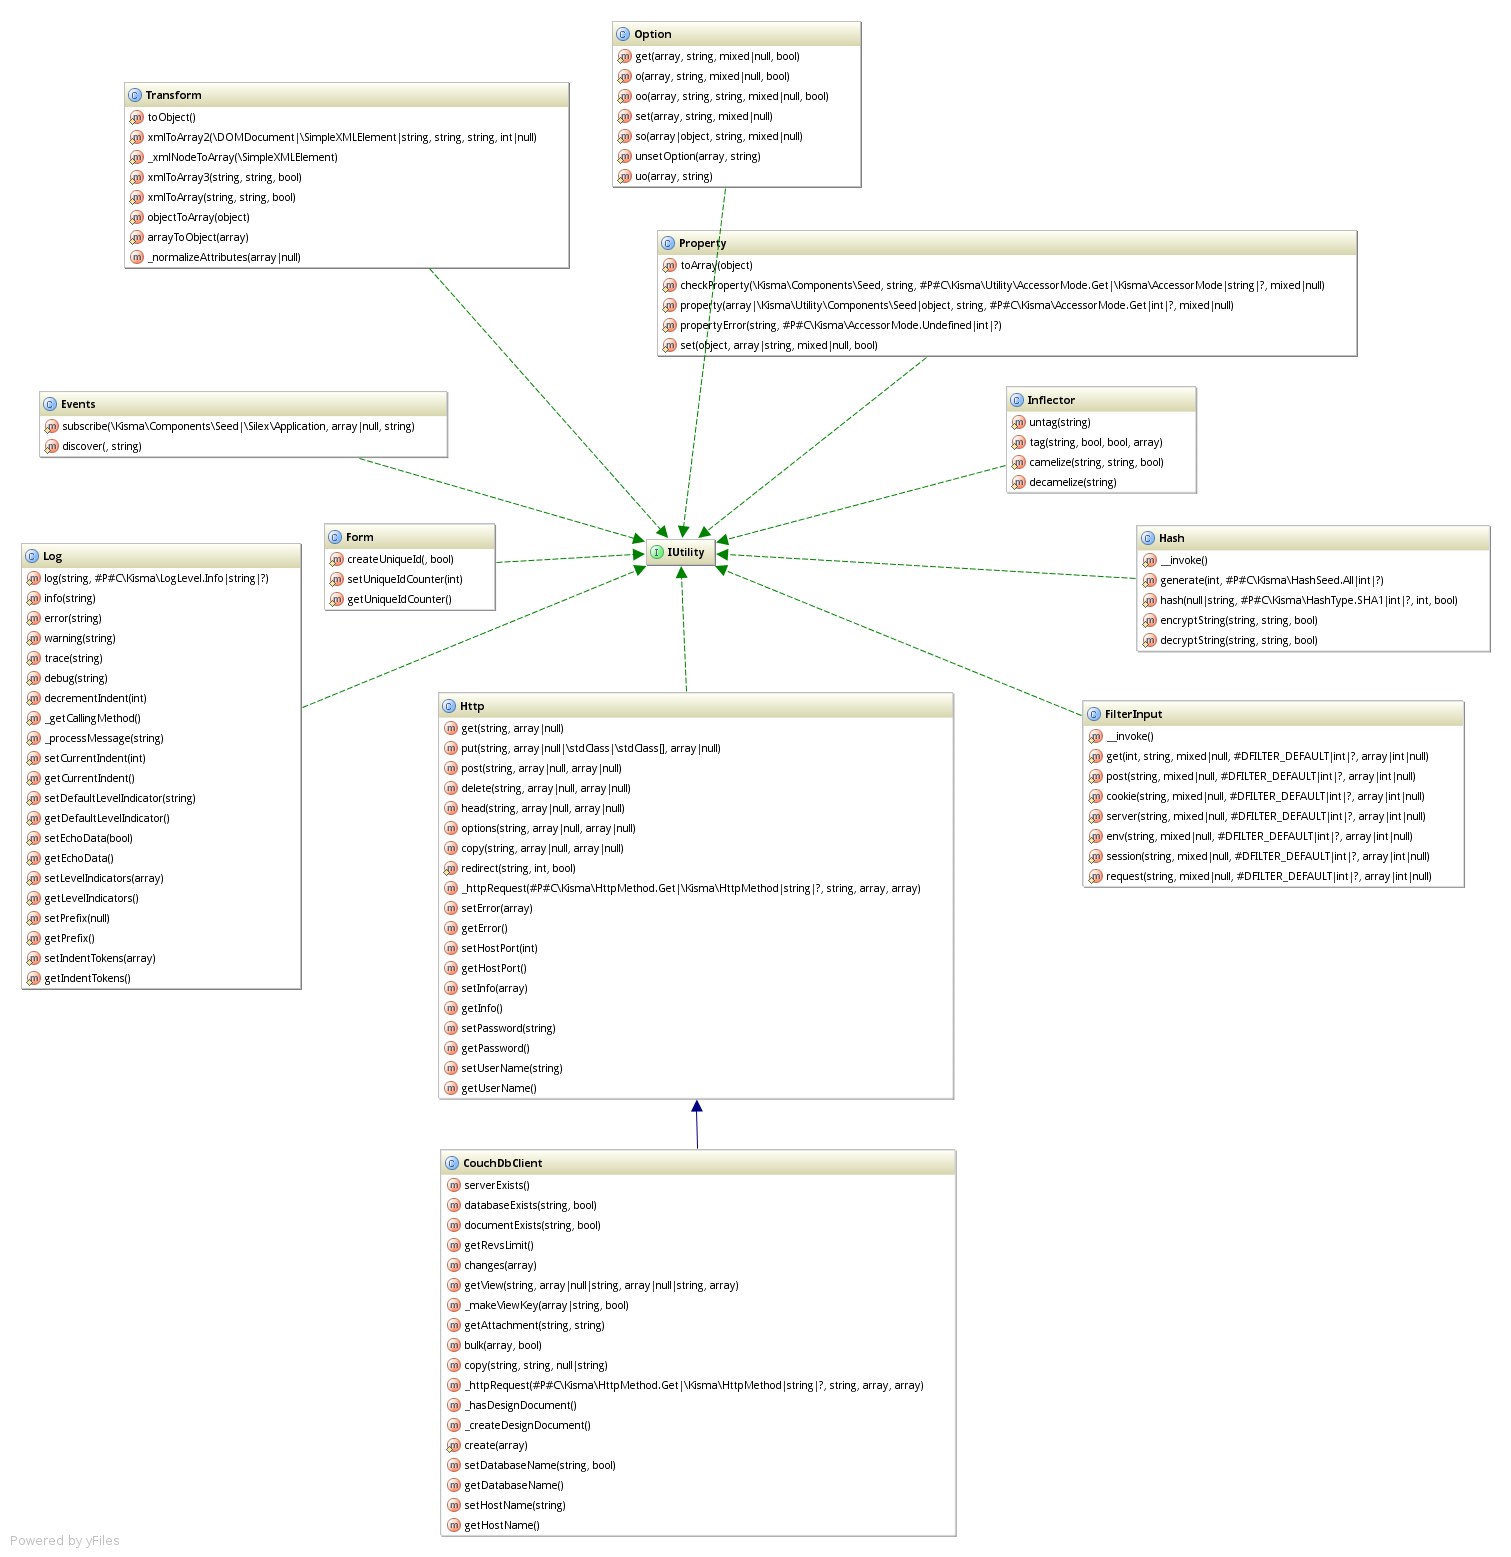 Option
get(array, string, mixed|null, bool)
o(array, string, mixed|null, bool)
oo(array, string, string, mixed|null, bool)
set(array, string, mixed|null)
so(array|object, string, mixed|null)
unsetOption(array, string)
uo(array, string)
Transform
toObject()
xmlToArray2(\DOMDocument|\SimpleXMLElement|string, string, string, int|null)
_xmlNodeToArray(\SimpleXMLElement)
xmlToArray3(string, string, bool)
xmlToArray(string, string, bool)
objectToArray(object)
arrayToObject(array)
_normalizeAttributes(array|null)
Property
toArray(object)
checkProperty(\Kisma\Components\Seed, string, #P#C\Kisma\Utility\AccessorMode.Get|\Kisma\AccessorMode|string|?, mixed|null)
property(array|\Kisma\Utility\Components\Seed|object, string, #P#C\Kisma\AccessorMode.Get|int|?, mixed|null)
propertyError(string, #P#C\Kisma\AccessorMode.Undefined|int|?)
set(object, array|string, mixed|null, bool)
Events
subscribe(\Kisma\Components\Seed|\Silex\Application, array|null, string)
discover(, string)
Inflector
untag(string)
tag(string, bool, bool, array)
camelize(string, string, bool)
decamelize(string)
Form
createUniqueId(, bool)
setUniqueIdCounter(int)
getUniqueIdCounter()
IUtility
Hash
__invoke()
generate(int, #P#C\Kisma\HashSeed.All|int|?)
hash(null|string, #P#C\Kisma\HashType.SHA1|int|?, int, bool)
encryptString(string, string, bool)
decryptString(string, string, bool)
Log
log(string, #P#C\Kisma\LogLevel.Info|string|?)
info(string)
error(string)
warning(string)
trace(string)
debug(string)
decrementIndent(int)
_getCallingMethod()
_processMessage(string)
setCurrentIndent(int)
getCurrentIndent()
setDefaultLevelIndicator(string)
getDefaultLevelIndicator()
setEchoData(bool)
getEchoData()
setLevelIndicators(array)
getLevelIndicators()
setPrefix(null)
getPrefix()
setIndentTokens(array)
getIndentTokens()
Http
get(string, array|null)
put(string, array|null|\stdClass|\stdClass[], array|null)
post(string, array|null, array|null)
delete(string, array|null, array|null)
head(string, array|null, array|null)
options(string, array|null, array|null)
copy(string, array|null, array|null)
redirect(string, int, bool)
_httpRequest(#P#C\Kisma\HttpMethod.Get|\Kisma\HttpMethod|string|?, string, array, array)
setError(array)
getError()
setHostPort(int)
getHostPort()
setInfo(array)
getInfo()
setPassword(string)
getPassword()
setUserName(string)
getUserName()
FilterInput
__invoke()
get(int, string, mixed|null, #DFILTER_DEFAULT|int|?, array|int|null)
post(string, mixed|null, #DFILTER_DEFAULT|int|?, array|int|null)
cookie(string, mixed|null, #DFILTER_DEFAULT|int|?, array|int|null)
server(string, mixed|null, #DFILTER_DEFAULT|int|?, array|int|null)
env(string, mixed|null, #DFILTER_DEFAULT|int|?, array|int|null)
session(string, mixed|null, #DFILTER_DEFAULT|int|?, array|int|null)
request(string, mixed|null, #DFILTER_DEFAULT|int|?, array|int|null)
CouchDbClient
serverExists()
databaseExists(string, bool)
documentExists(string, bool)
getRevsLimit()
changes(array)
getView(string, array|null|string, array|null|string, array)
_makeViewKey(array|string, bool)
getAttachment(string, string)
bulk(array, bool)
copy(string, string, null|string)
_httpRequest(#P#C\Kisma\HttpMethod.Get|\Kisma\HttpMethod|string|?, string, array, array)
_hasDesignDocument()
_createDesignDocument()
create(array)
setDatabaseName(string, bool)
getDatabaseName()
setHostName(string)
getHostName()
Powered by yFiles